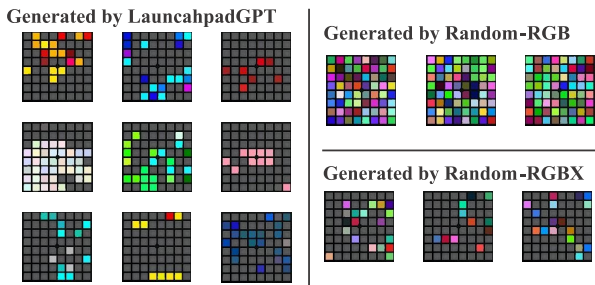 Generated by LauncahpadGPT
Generated by Random-RGB
Generated by Random-RGBX